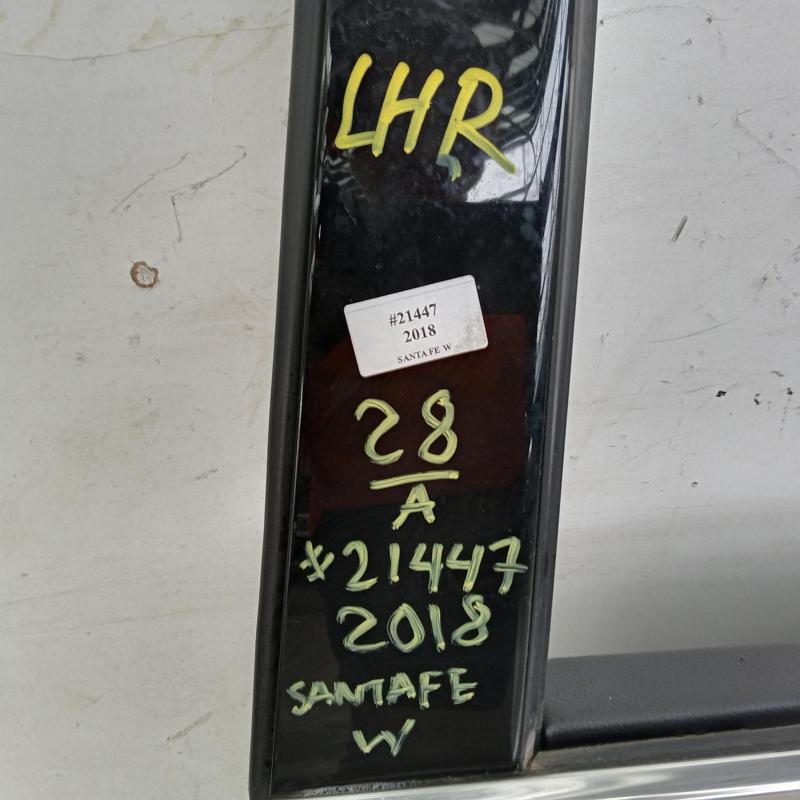 LHR
#21447
2018
SANTA FE W
28
A
*21447
2018
SANTAFE
W